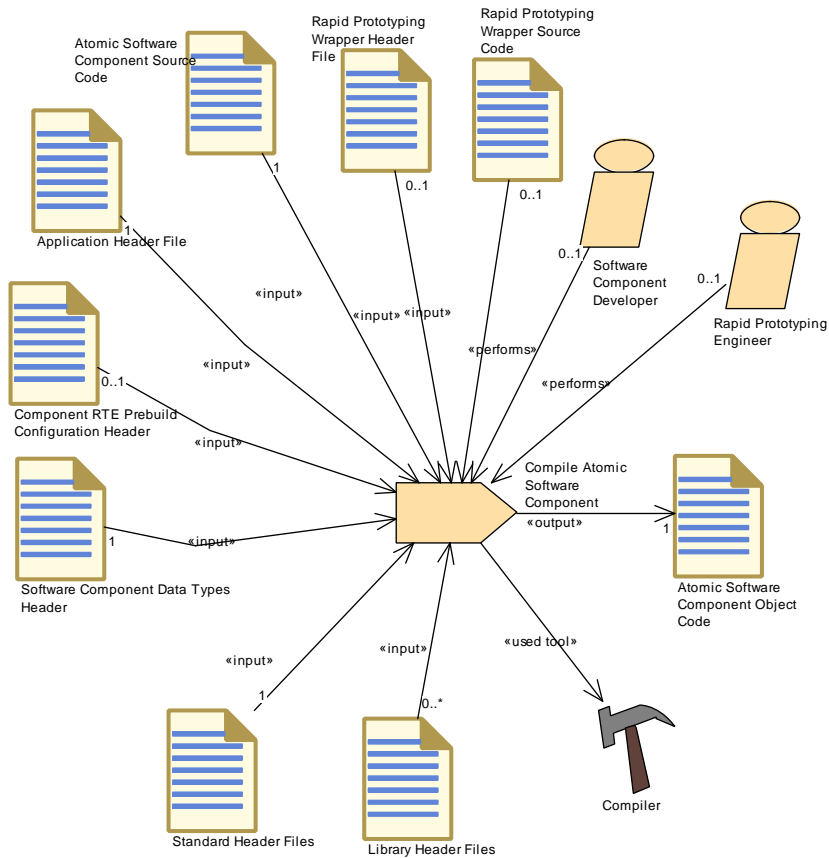 Rapid Prototyping
Wrapper Header
File
Rapid Prototyping
Wrapper Source
Code
Atomic Software
Component Source
Code
1
0..1
0..1
Application Header File
1
0..1
Software
Component
Developer
0..1
Rapid Prototyping
Engineer
«input»
«input»
«input»
«performs»
«input»
«performs»
0..1
Component RTE Prebuild
Configuration Header
«input»
Compile Atomic
Software
Component
«output»
1
1
«input»
Software Component Data Types
Header
Atomic Software
Component Object
Code
«input»
«input»
«used tool»
1
0..*
Standard Header Files
Library Header Files
Compiler